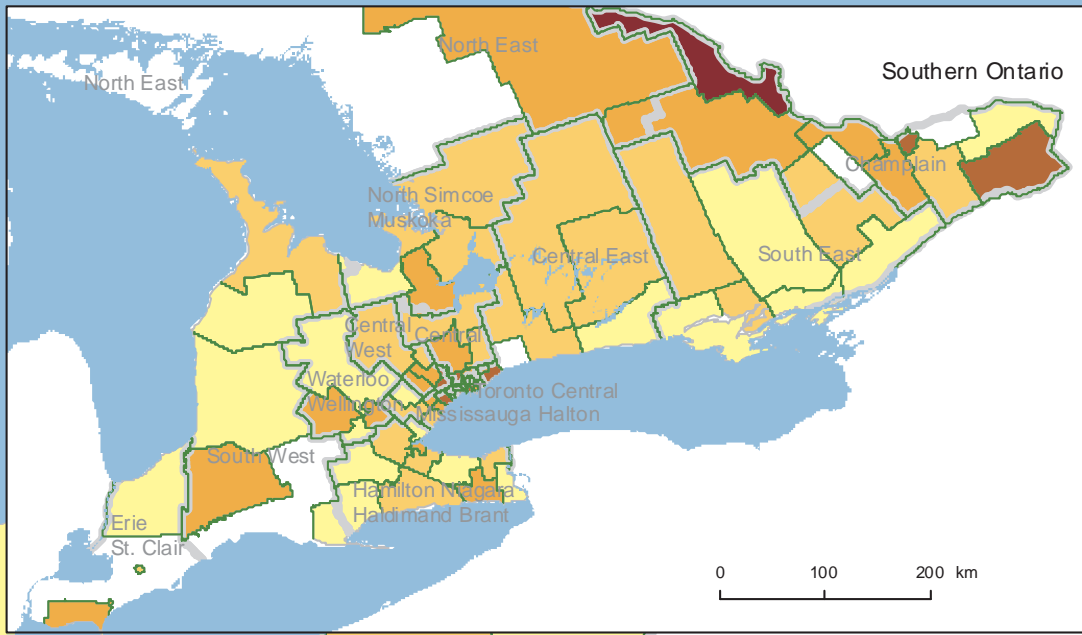 North East
Southern Ontario
North East
Champlain
North Simcoe
Muskoka
Central East
South East
Central
West
Central
Waterloo
Wellington
Toronto Central
Mississauga Halton
South West
Hamilton Niagara
Haldimand Brant
Erie
St. Clair
0 100 200 km